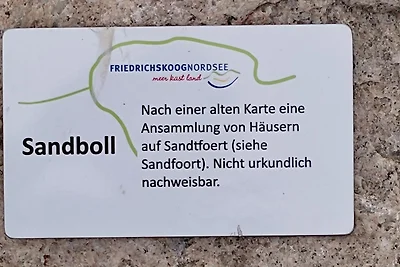 FRIEDRICHSKOOGNORDSEE
meer küst land
Sandboll
Nach einer alten Karte eine
Ansammlung von Häusern
auf Sandtfoert (siehe
Sandfoort). Nicht urkundlich
nachweisbar.